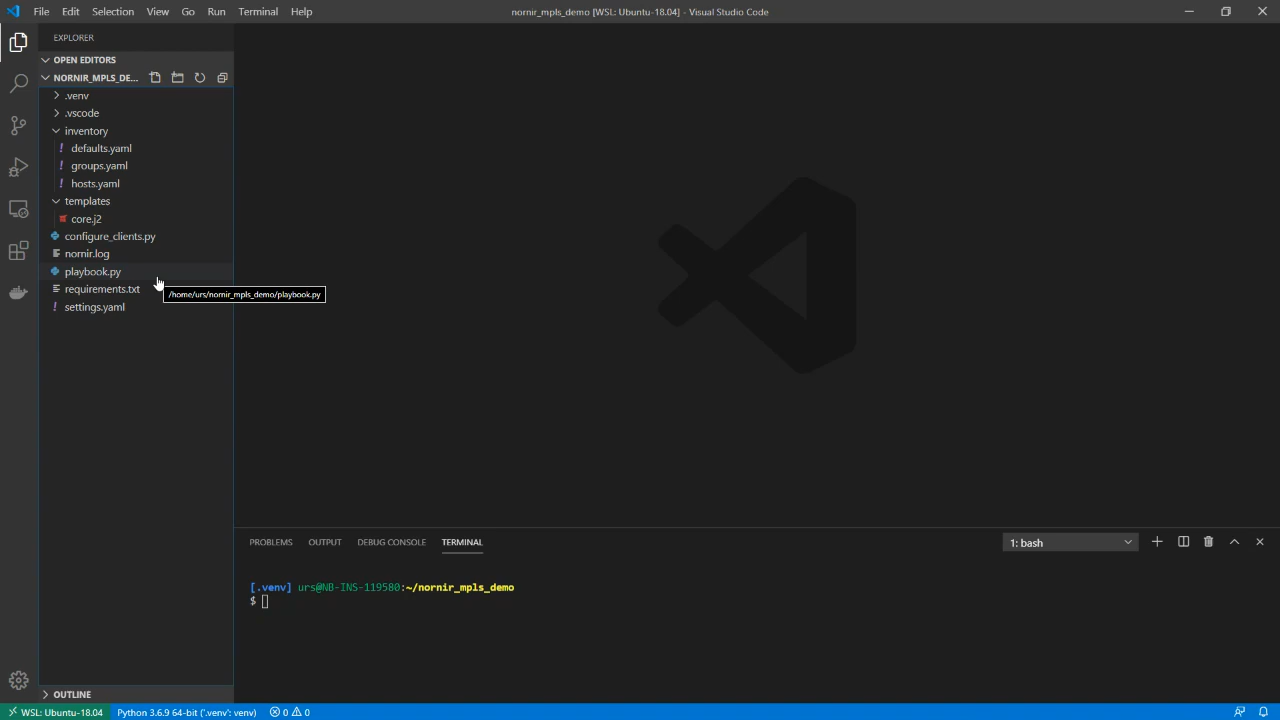 File Edit Selection View Go Run Terminal Help
nornir_mpls_demo [WSL: Ubuntu-18.04] - Visual Studio Code
EXPLORER
OPEN EDITORS
NORNIR_MPLS_DE...
.venv
.vscode
inventory
! defaults.yaml
! groups.yaml
! hosts.yaml
templates
core.j2
configure_clients.py
nornir.log
playbook.py
requirements.txt
/home/urs/nornir_mpls_demo/playbook.py
! settings.yaml
PROBLEMS OUTPUT DEBUG CONSOLE TERMINAL
1: bash
[.venv] urs@NB-INS-119580:~/nornir_mpls_demo
$
OUTLINE
WSL: Ubuntu-18.04 Python 3.6.9 64-bit ('.venv': venv) 0 0